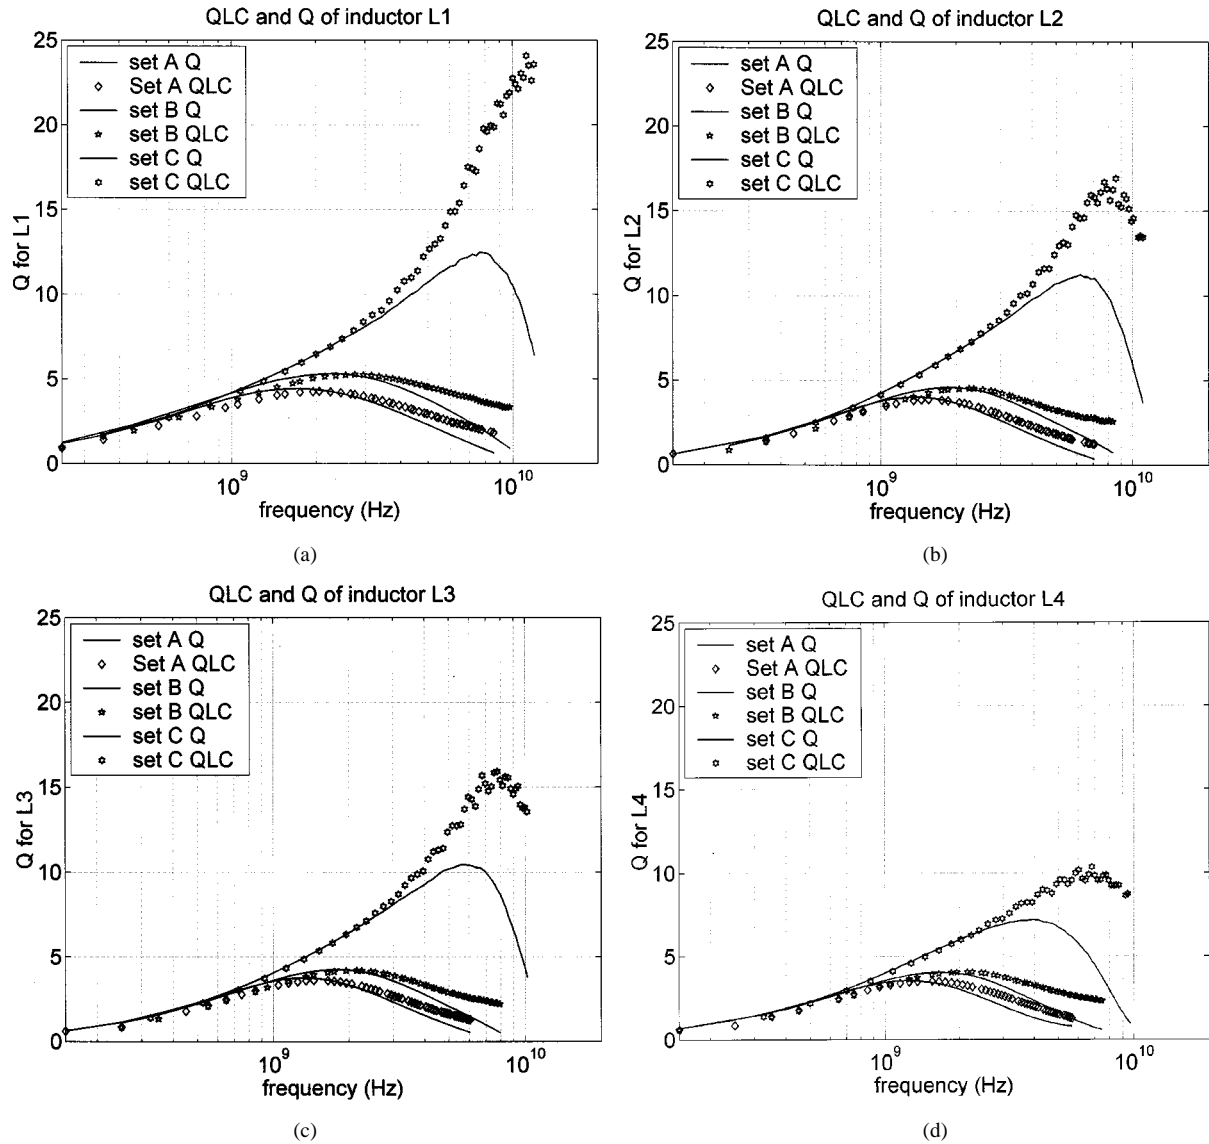 QLC and Q of inductor L1
25
20
15
10
5
0
Q for L1
set A Q
Set A QLC
set B Q
set B QLC
set C Q
set C QLC
10^9
10^10
frequency (Hz)
(a)
QLC and Q of inductor L2
25
20
15
10
5
0
Q for L2
set A Q
Set A QLC
set B Q
set B QLC
set C Q
set C QLC
10^9
10^10
frequency (Hz)
(b)
QLC and Q of inductor L3
25
20
15
10
5
0
Q for L3
set A Q
Set A QLC
set B Q
set B QLC
set C Q
set C QLC
10^9
10^10
frequency (Hz)
(c)
QLC and Q of inductor L4
25
20
15
10
5
0
Q for L4
set A Q
Set A QLC
set B Q
set B QLC
set C Q
set C QLC
10^9
10^10
frequency (Hz)
(d)